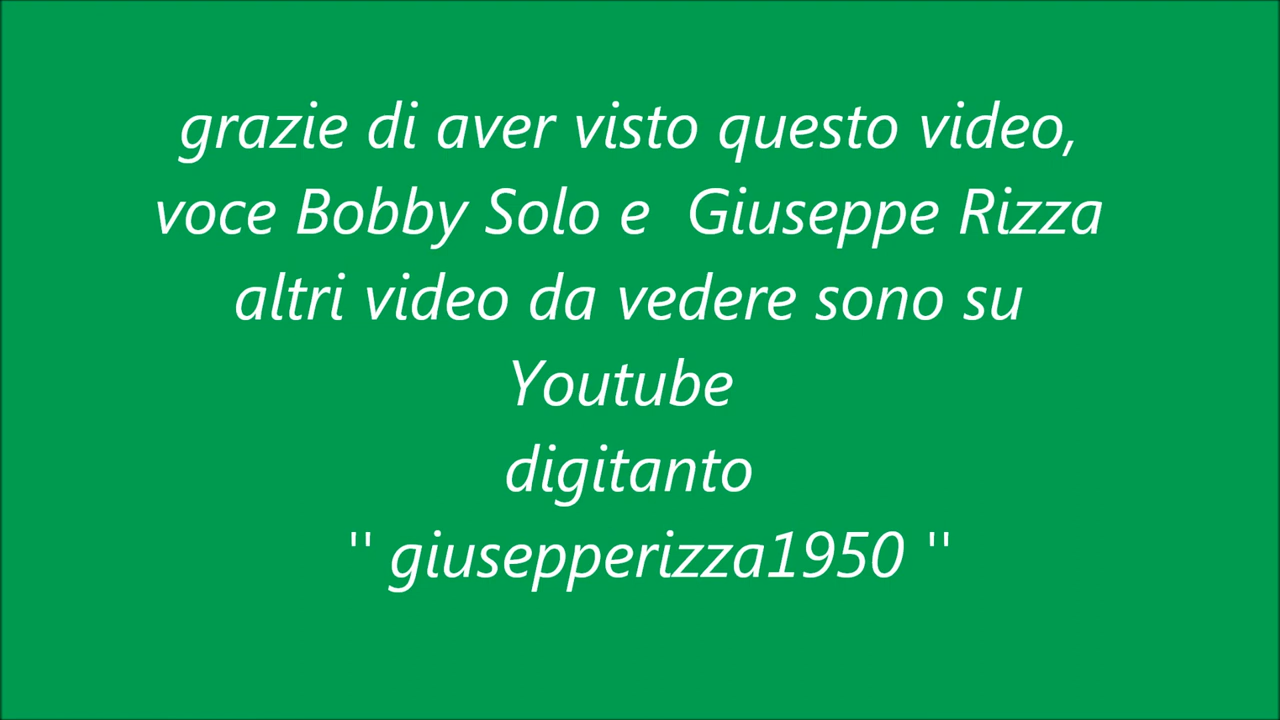 grazie di aver visto questo video,
voce Bobby Solo e  Giuseppe Rizza
altri video da vedere sono su
Youtube
digitanto
" giusepperizza1950 "